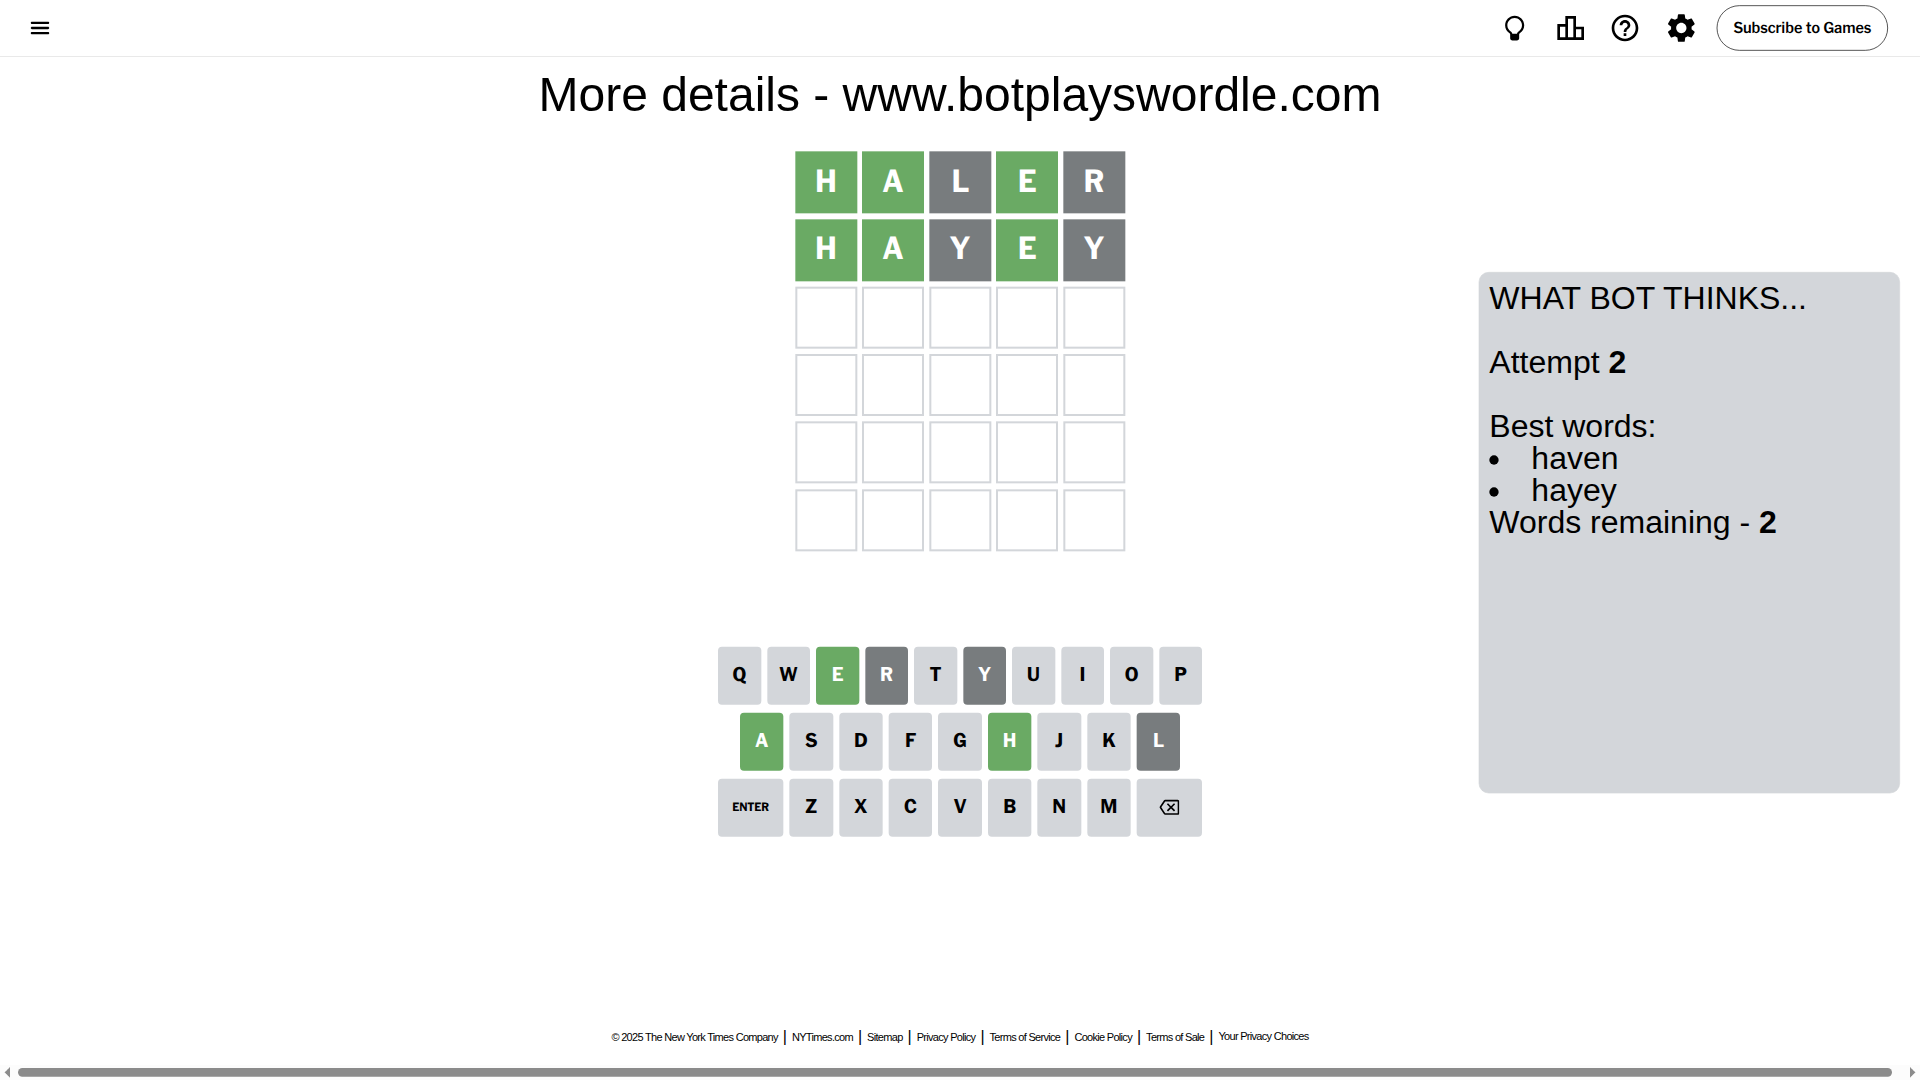 Subscribe to Games
More details - www.botplayswordle.com
H A L E R
H A Y E Y
WHAT BOT THINKS...
Attempt 2
Best words:
• haven
• hayey
Words remaining - 2
Q W E R T Y U I O P
A S D F G H J K L
ENTER Z X C V B N M
© 2025 The New York Times Company | NYTimes.com | Sitemap | Privacy Policy | Terms of Service | Cookie Policy | Terms of Sale | Your Privacy Choices